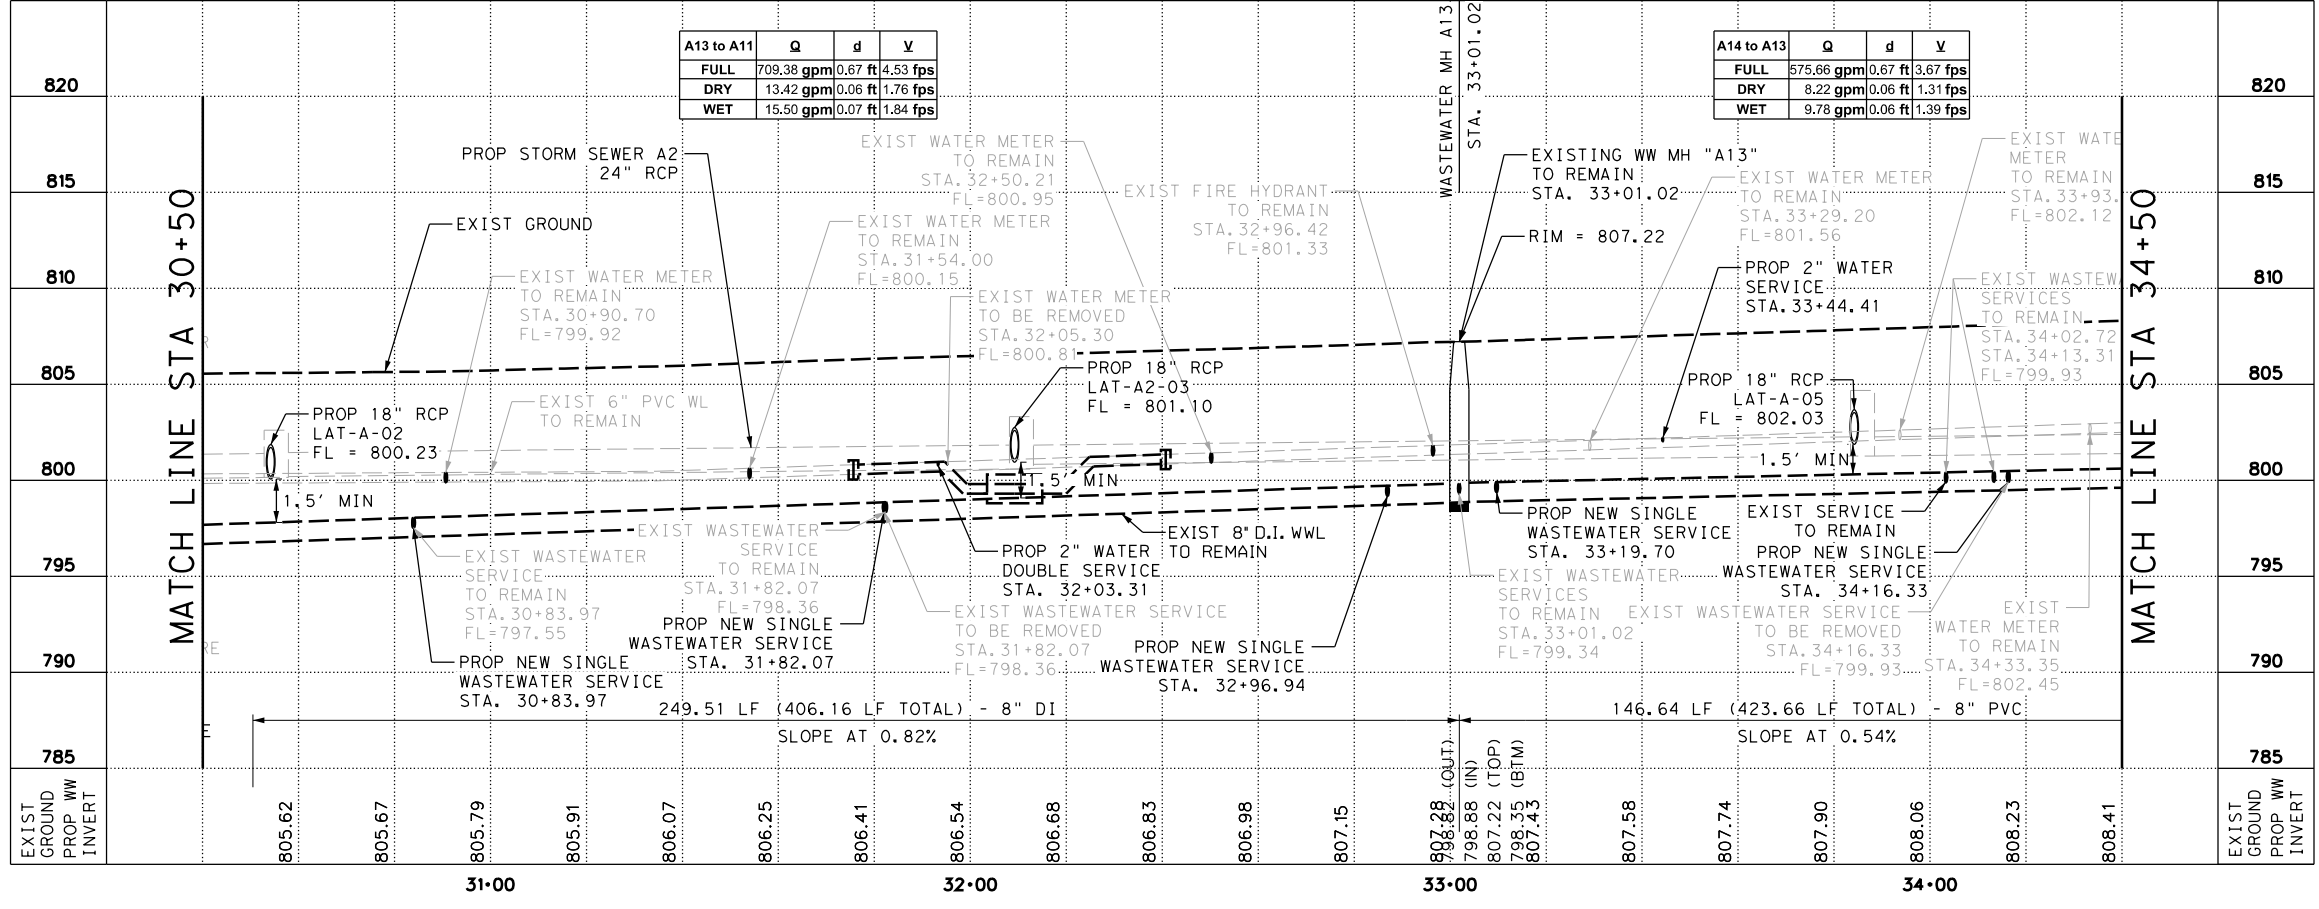 WASTEWATER MH A13
STA. 33+01.02
A13 to A11 Q d V
FULL 709.38 gpm 0.67 ft 4.53 fps
DRY 13.42 gpm 0.06 ft 1.76 fps
WET 15.50 gpm 0.07 ft 1.84 fps
A14 to A13 Q d V
FULL 575.66 gpm 0.67 ft 3.67 fps
DRY 8.22 gpm 0.06 ft 1.31 fps
WET 9.78 gpm 0.06 ft 1.39 fps
820
815
810
805
800
795
790
785
820
815
810
805
800
795
790
785
MATCH LINE STA 30+50
MATCH LINE STA 34+50
PROP STORM SEWER A2
24" RCP
EXIST GROUND
EXIST WATER METER
TO REMAIN
STA.30+90.70
FL=799.92
EXIST 6" PVC WL
TO REMAIN
PROP 18" RCP
LAT-A-02
FL = 800.23
1.5' MIN
EXIST WATER METER
TO REMAIN
STA.32+50.21
FL=800.95
EXIST WATER METER
TO REMAIN
STA.31+54.00
FL=800.15
EXIST WATER METER
TO BE REMOVED
STA.32+05.30
FL=800.81
PROP 18" RCP
LAT-A2-03
FL = 801.10
1.5' MIN
EXIST FIRE HYDRANT
TO REMAIN
STA.32+96.42
FL=801.33
EXISTING WW MH "A13"
TO REMAIN
STA. 33+01.02
RIM = 807.22
EXIST WATER METER
TO REMAIN
STA.33+29.20
FL=801.56
PROP 2" WATER
SERVICE
STA.33+44.41
EXIST WATE
METER
TO REMAIN
STA.33+93.
FL=802.12
EXIST WASTEW
SERVICES
TO REMAIN
STA.34+02.72
STA.34+13.31
FL=799.93
PROP 18" RCP
LAT-A-05
FL = 802.03
1.5' MIN
R
RE
E
EXIST WASTEWATER
SERVICE
TO REMAIN
STA.30+83.97
FL=797.55
PROP NEW SINGLE
WASTEWATER SERVICE
STA. 30+83.97
EXIST WASTEWATER
SERVICE
TO REMAIN
STA.31+82.07
FL=798.36
PROP NEW SINGLE
WASTEWATER SERVICE
STA. 31+82.07
PROP 2" WATER
DOUBLE SERVICE
STA. 32+03.31
EXIST 8" D.I. WWL
TO REMAIN
EXIST WASTEWATER SERVICE
TO BE REMOVED
STA.31+82.07
FL=798.36
PROP NEW SINGLE
WASTEWATER SERVICE
STA. 32+96.94
PROP NEW SINGLE
WASTEWATER SERVICE
STA. 33+19.70
EXIST WASTEWATER
SERVICES
TO REMAIN
STA.33+01.02
FL=799.34
EXIST SERVICE
TO REMAIN
PROP NEW SINGLE
WASTEWATER SERVICE
STA. 34+16.33
EXIST WASTEWATER SERVICE
TO BE REMOVED
STA.34+16.33
FL=799.93
EXIST
WATER METER
TO REMAIN
STA.34+33.35
FL=802.45
249.51 LF (406.16 LF TOTAL) - 8" DI
SLOPE AT 0.82%
146.64 LF (423.66 LF TOTAL) - 8" PVC
SLOPE AT 0.54%
EXIST
GROUND
PROP WW
INVERT
805.62
805.67
805.79
805.91
806.07
806.25
806.41
806.54
806.68
806.83
806.98
807.15
807.28
798.82 (OUT)
798.88 (IN)
807.22 (TOP)
798.35 (BTM)
807.43
807.58
807.74
807.90
808.06
808.23
808.41
EXIST
GROUND
PROP WW
INVERT
31+00
32+00
33+00
34+00